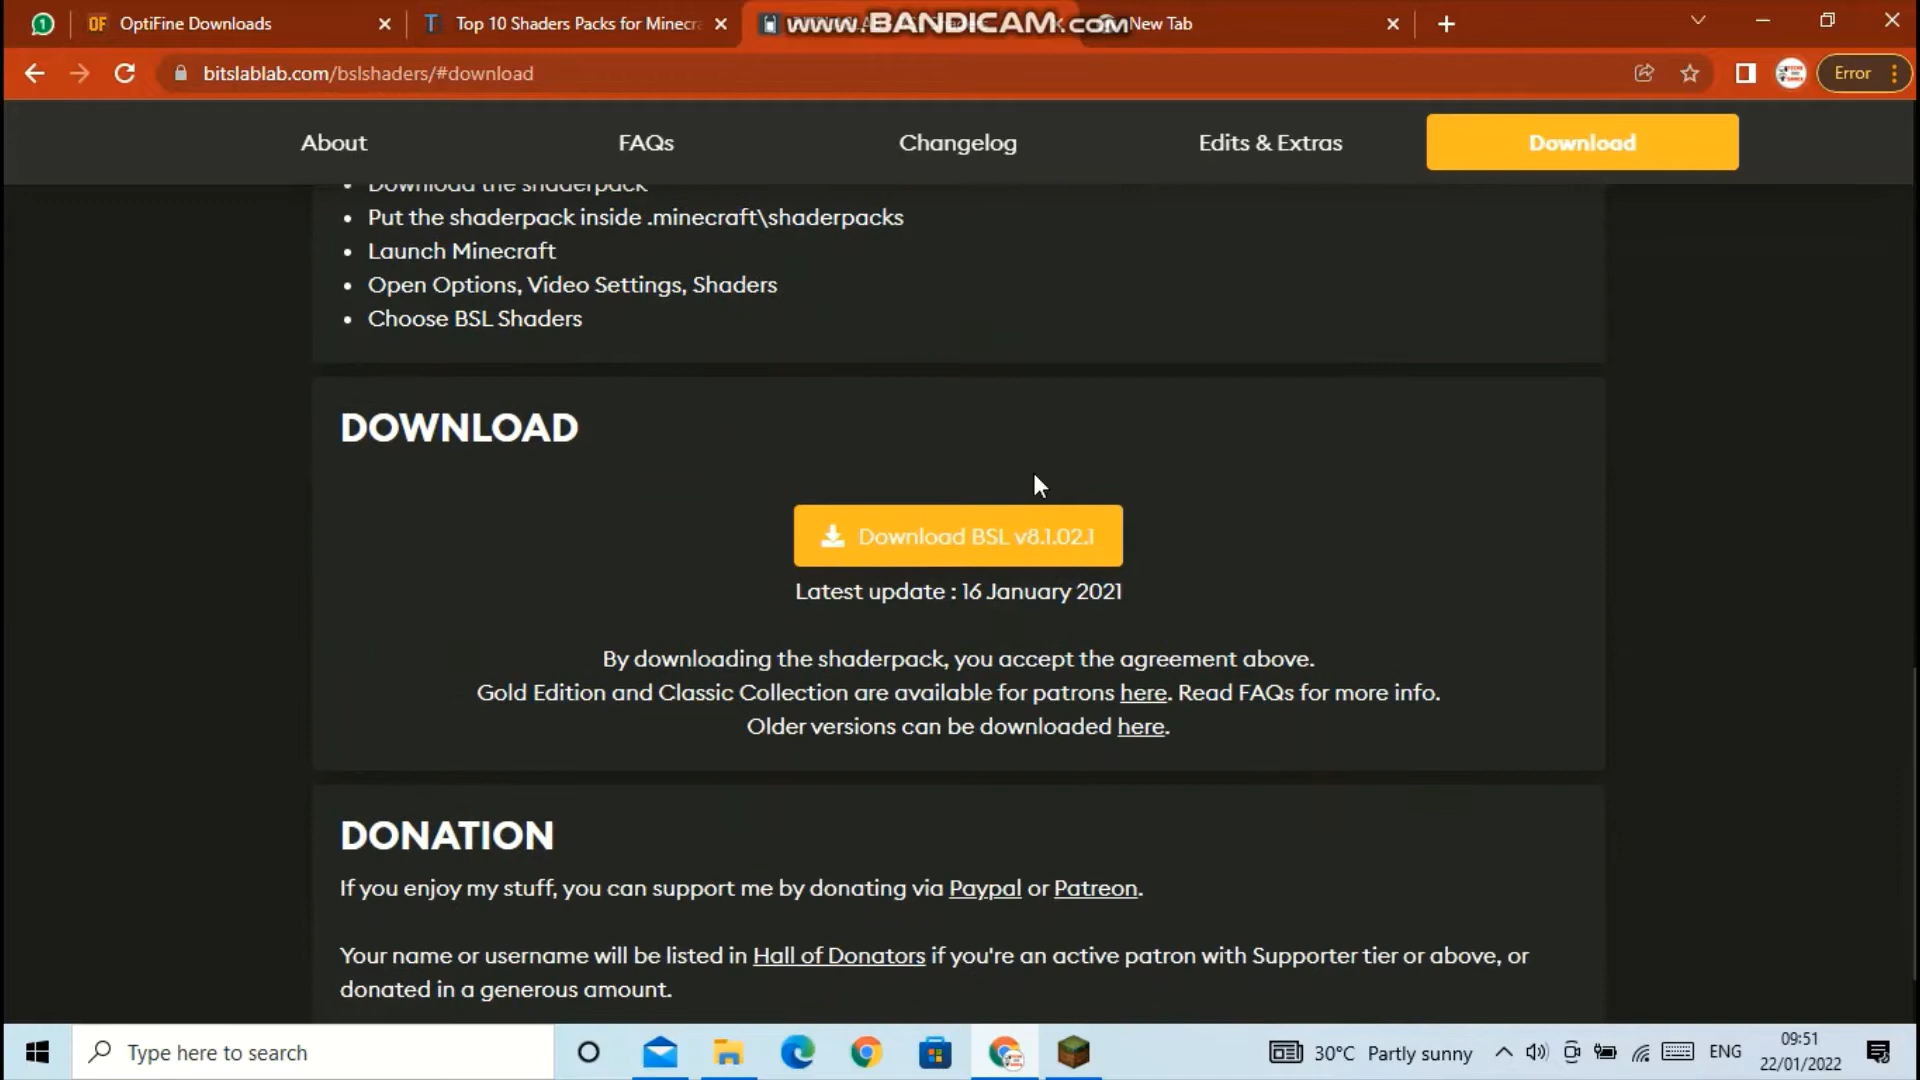 OptiFine Downloads
Top 10 Shaders Packs for Minecra
www.BANDICAM.com
New Tab
bitslablab.com/bslshaders/#download
Error
About
FAQs
Changelog
Edits & Extras
Download
Download the shaderpack
Put the shaderpack inside .minecraft\shaderpacks
Launch Minecraft
Open Options, Video Settings, Shaders
Choose BSL Shaders
DOWNLOAD
Download BSL v8.1.02.1
Latest update : 16 January 2021
By downloading the shaderpack, you accept the agreement above.
Gold Edition and Classic Collection are available for patrons here. Read FAQs for more info.
Older versions can be downloaded here.
DONATION
If you enjoy my stuff, you can support me by donating via Paypal or Patreon.
Your name or username will be listed in Hall of Donators if you're an active patron with Supporter tier or above, or
donated in a generous amount.
Type here to search
30°C Partly sunny
ENG
09:51
22/01/2022